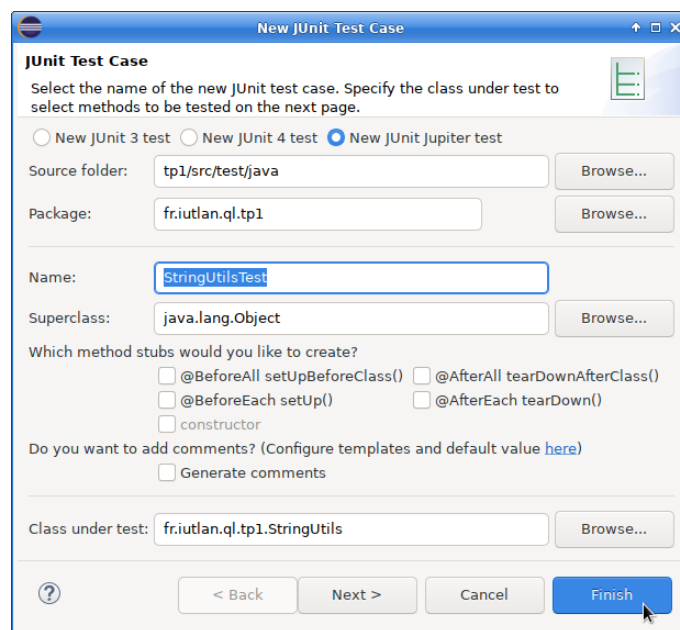 New JUnit Test Case
JUnit Test Case
Select the name of the new JUnit test case. Specify the class under test to
select methods to be tested on the next page.
New JUnit 3 test New JUnit 4 test New JUnit Jupiter test
Source folder: tp1/src/test/java Browse...
Package: fr.iutlan.ql.tp1 Browse...
Name: StringUtilsTest
Superclass: java.lang.Object Browse...
Which method stubs would you like to create?
@BeforeAll setUpBeforeClass() @AfterAll tearDownAfterClass()
@BeforeEach setUp() @AfterEach tearDown()
constructor
Do you want to add comments? (Configure templates and default value here)
Generate comments
Class under test: fr.iutlan.ql.tp1.StringUtils Browse...
? < Back Next > Cancel Finish